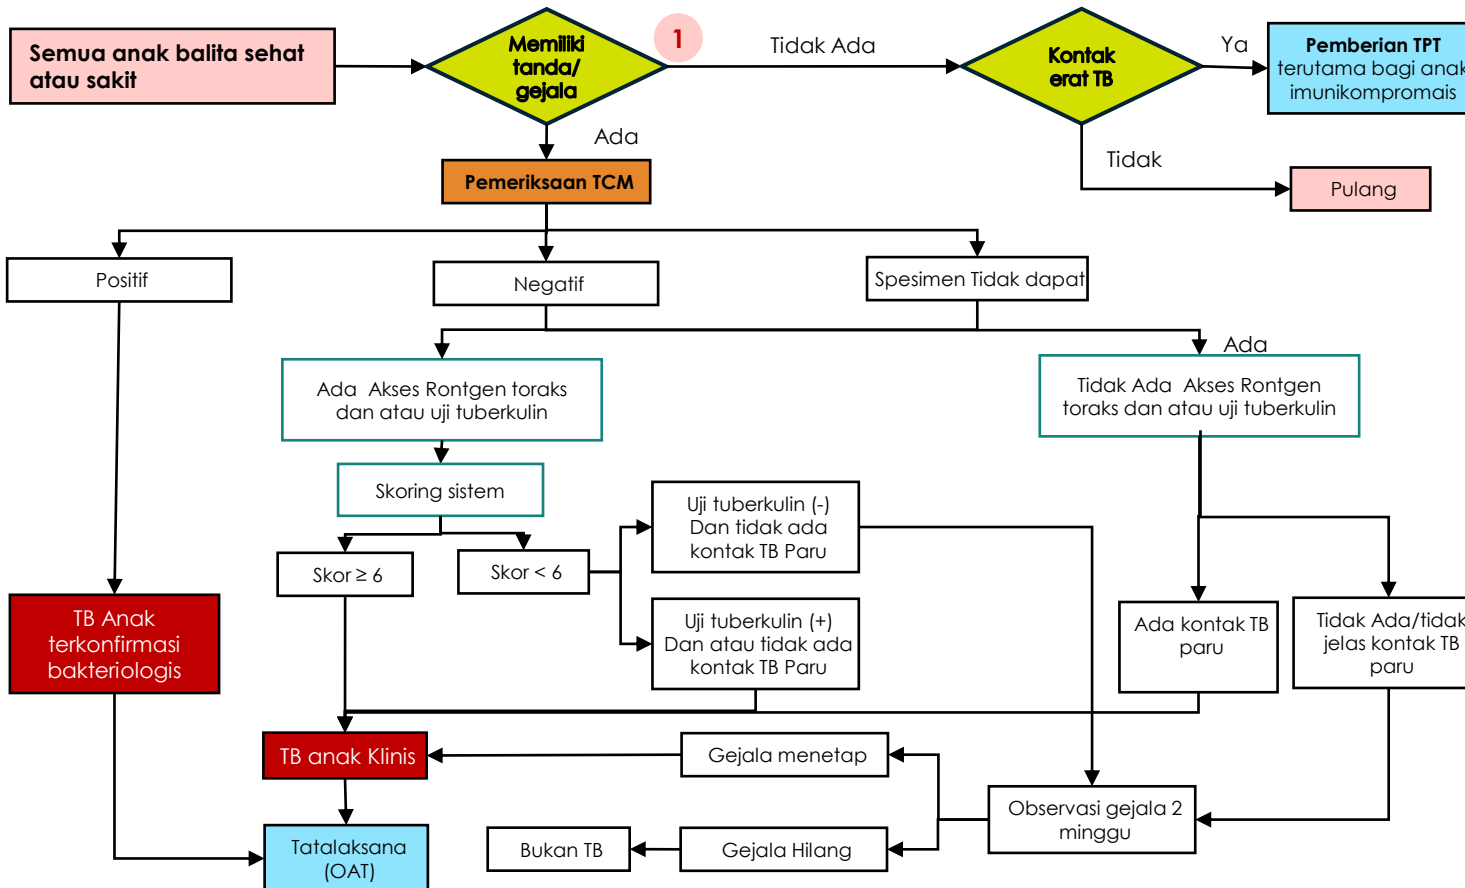 Semua anak balita sehat
atau sakit
Memiliki
tanda/
gejala
1
Tidak Ada
Kontak
erat TB
Ya
Pemberian TPT
terutama bagi anak
imunikompromais
Ada
Tidak
Pemeriksaan TCM
Pulang
Positif
Negatif
Spesimen Tidak dapat
Ada
Ada Akses Rontgen toraks
dan atau uji tuberkulin
Tidak Ada Akses Rontgen
toraks dan atau uji tuberkulin
Skoring sistem
Skor ≥ 6
Skor < 6
Uji tuberkulin (-)
Dan tidak ada
kontak TB Paru
Uji tuberkulin (+)
Dan atau tidak ada
kontak TB Paru
TB Anak
terkonfirmasi
bakteriologis
Ada kontak TB
paru
Tidak Ada/tidak
jelas kontak TB
paru
TB anak Klinis
Gejala menetap
Observasi gejala 2
minggu
Tatalaksana
(OAT)
Bukan TB
Gejala Hilang